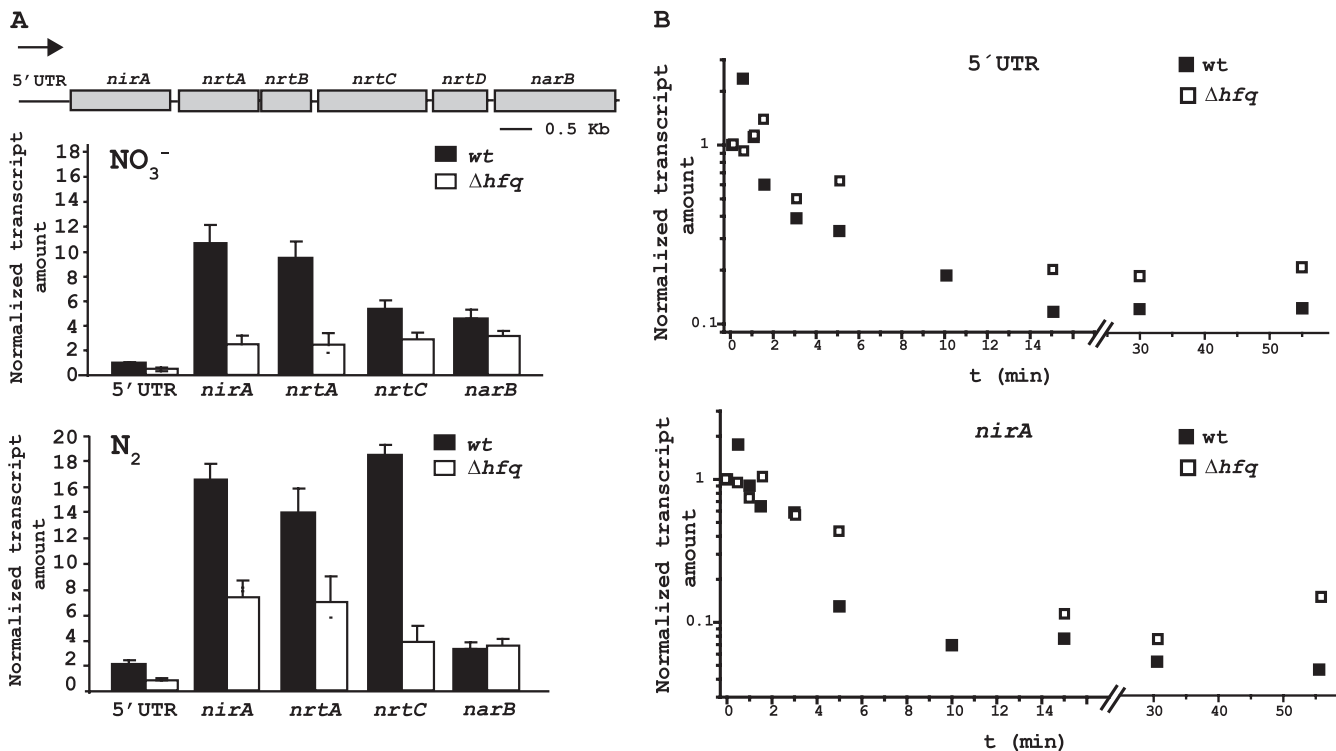 A
5'UTR nirA nrtA nrtB nrtC nrtD narB
0.5 Kb
Normalized transcript
amount
18
16
14
12
10
8
6
4
2
0
NO3⁻
wt
Δhfq
5'UTR nirA nrtA nrtC narB
Normalized transcript
amount
20
18
16
14
12
10
8
6
4
2
0
N2
wt
Δhfq
5'UTR nirA nrtA nrtC narB
B
5´UTR
wt
Δhfq
Normalized transcript
amount
1
0.1
0 2 4 6 8 10 12 14 30 40 50
t (min)
nirA
wt
Δhfq
Normalized transcript
amount
1
0.1
0 2 4 6 8 10 12 14 30 40 50
t (min)